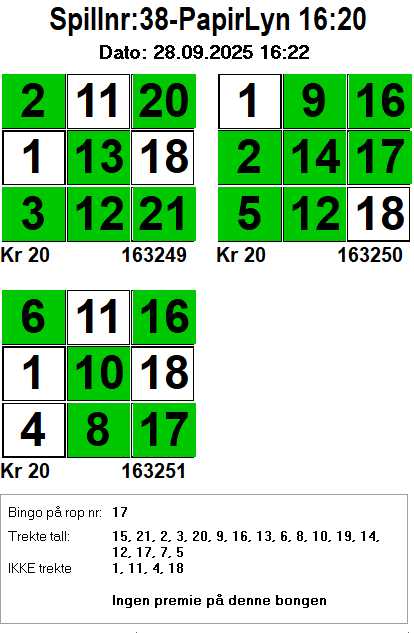 Spillnr:38-PapirLyn 16:20
Dato: 28.09.2025 16:22
2 11 20 1 9 16
1 13 18 2 14 17
3 12 21 5 12 18
Kr 20 163249 Kr 20 163250
6 11 16
1 10 18
4 8 17
Kr 20 163251
Bingo på rop nr: 17
Trekte tall: 15, 21, 2, 3, 20, 9, 16, 13, 6, 8, 10, 19, 14,
12, 17, 7, 5
IKKE trekte 1, 11, 4, 18
Ingen premie på denne bongen